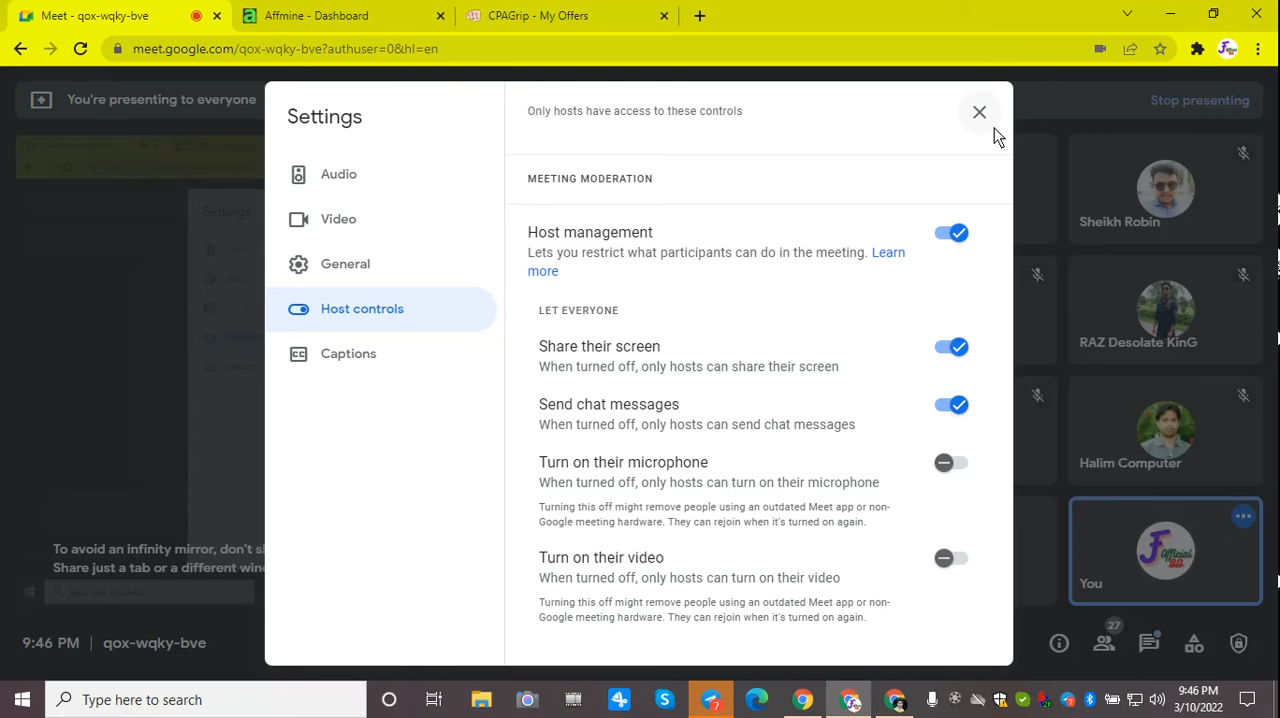 Meet - qox-wqky-bve
Affmine - Dashboard
CPAGrip - My Offers
meet.google.com/qox-wqky-bve?authuser=0&hl=en
You're presenting to everyone
Stop presenting
Settings
Audio
Video
General
Host controls
Captions
Only hosts have access to these controls
MEETING MODERATION
Host management
Lets you restrict what participants can do in the meeting. Learn
more
LET EVERYONE
Share their screen
When turned off, only hosts can share their screen
Send chat messages
When turned off, only hosts can send chat messages
Turn on their microphone
When turned off, only hosts can turn on their microphone
Turning this off might remove people using an outdated Meet app or non-
Google meeting hardware. They can rejoin when it's turned on again.
Turn on their video
When turned off, only hosts can turn on their video
Turning this off might remove people using an outdated Meet app or non-
Google meeting hardware. They can rejoin when it's turned on again.
Sheikh Robin
RAZ Desolate KinG
Halim Computer
Official
You
To avoid an infinity mirror, don't
Share just a tab or a different
9:46 PM | qox-wqky-bve
27
Type here to search
7
9:46 PM
3/10/2022